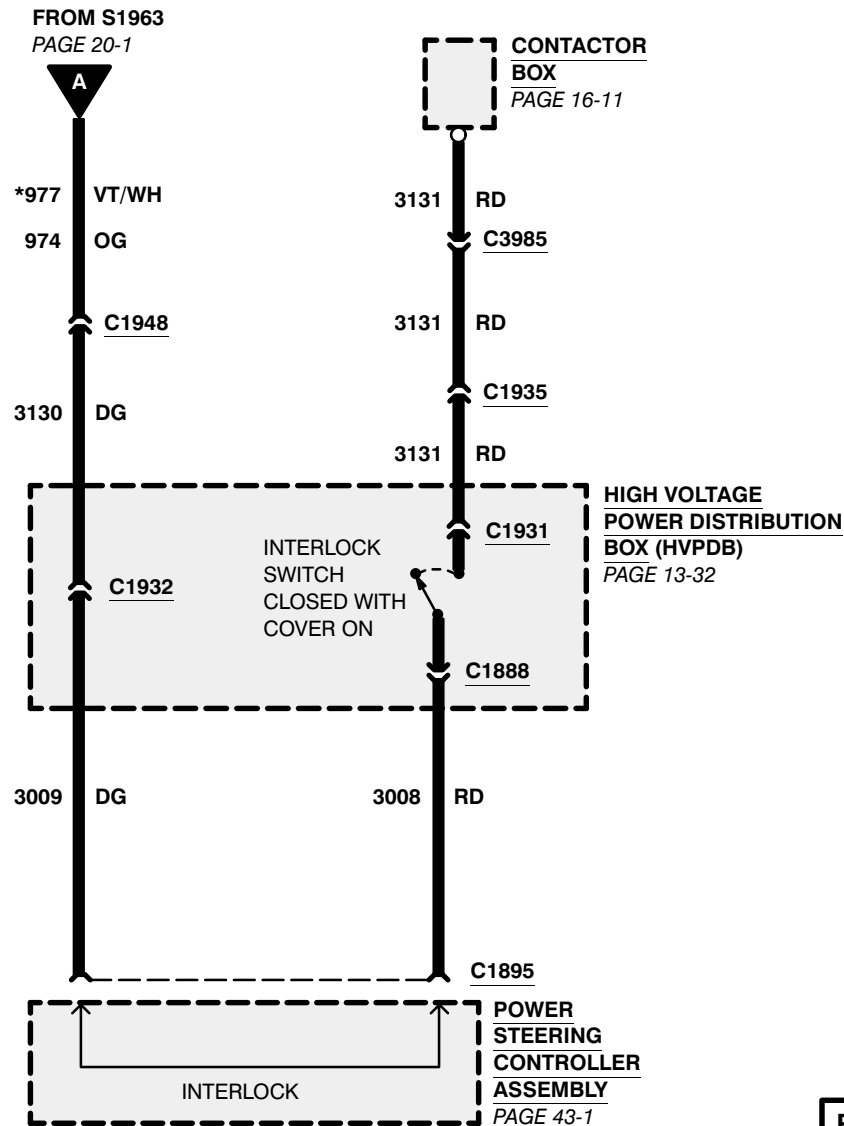 FROM S1963
PAGE 20-1
A
CONTACTOR
BOX
PAGE 16-11
*977 VT/WH
974 OG
3131 RD
C3985
C1948
3131 RD
C1935
3130 DG
3131 RD
HIGH VOLTAGE
POWER DISTRIBUTION
BOX (HVPDB)
PAGE 13-32
C1931
INTERLOCK
SWITCH
CLOSED WITH
COVER ON
C1932
C1888
3009 DG
3008 RD
C1895
POWER
STEERING
CONTROLLER
ASSEMBLY
PAGE 43-1
INTERLOCK